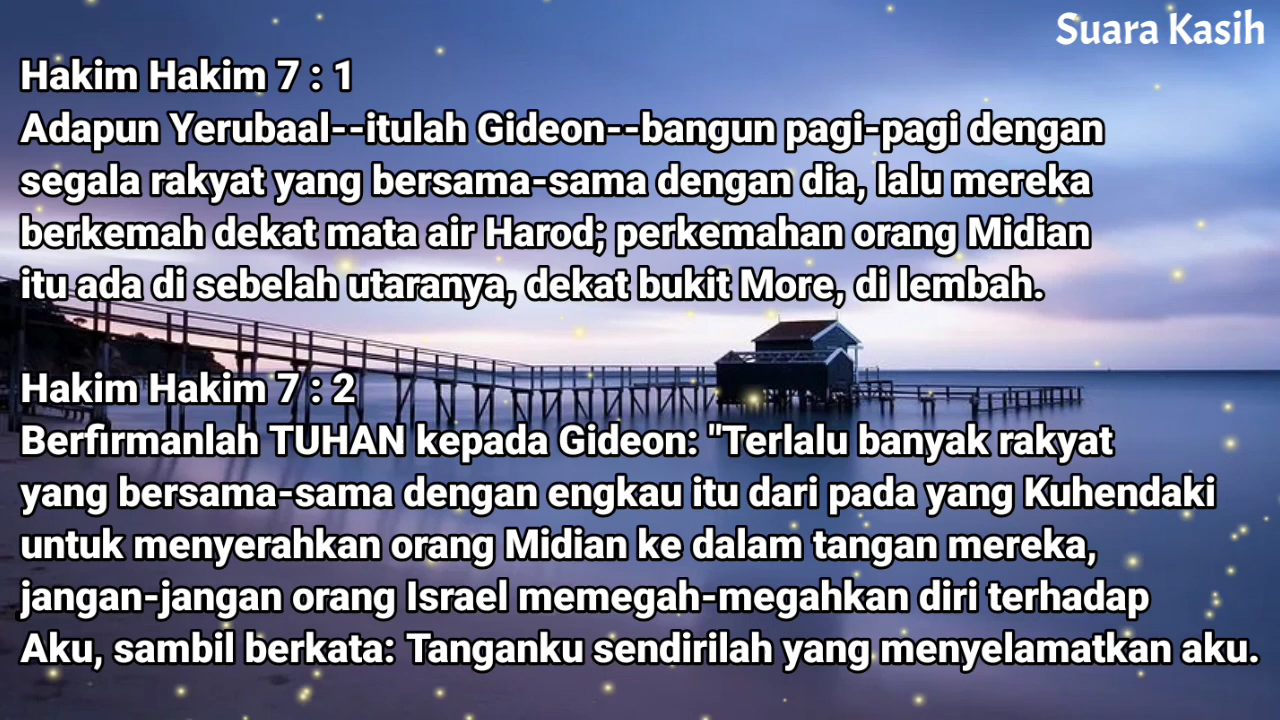 Suara Kasih
Hakim Hakim 7 : 1
Adapun Yerubaal--itulah Gideon--bangun pagi-pagi dengan
segala rakyat yang bersama-sama dengan dia, lalu mereka
berkemah dekat mata air Harod; perkemahan orang Midian
itu ada di sebelah utaranya, dekat bukit More, di lembah.
Hakim Hakim 7 : 2
Berfirmanlah TUHAN kepada Gideon: "Terlalu banyak rakyat
yang bersama-sama dengan engkau itu dari pada yang Kuhendaki
untuk menyerahkan orang Midian ke dalam tangan mereka,
jangan-jangan orang Israel memegah-megahkan diri terhadap
Aku, sambil berkata: Tanganku sendirilah yang menyelamatkan aku.